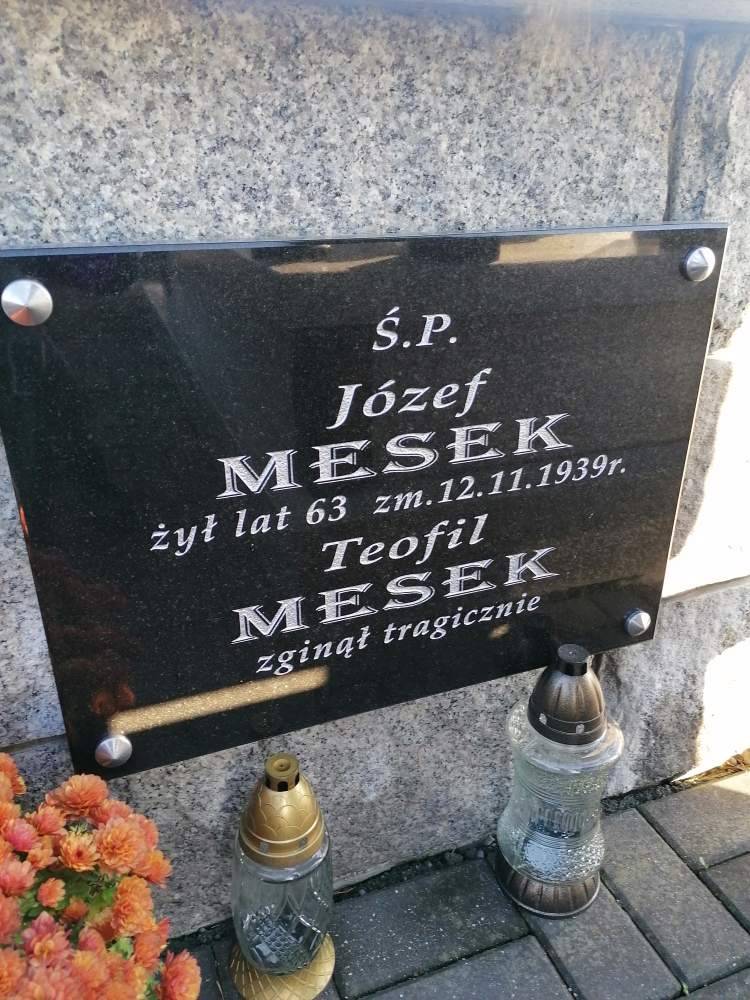 Ś.P.
Józef
MESEK
żył lat 63 zm.12.11.1939r.
Teofil
MESEK
zginął tragicznie